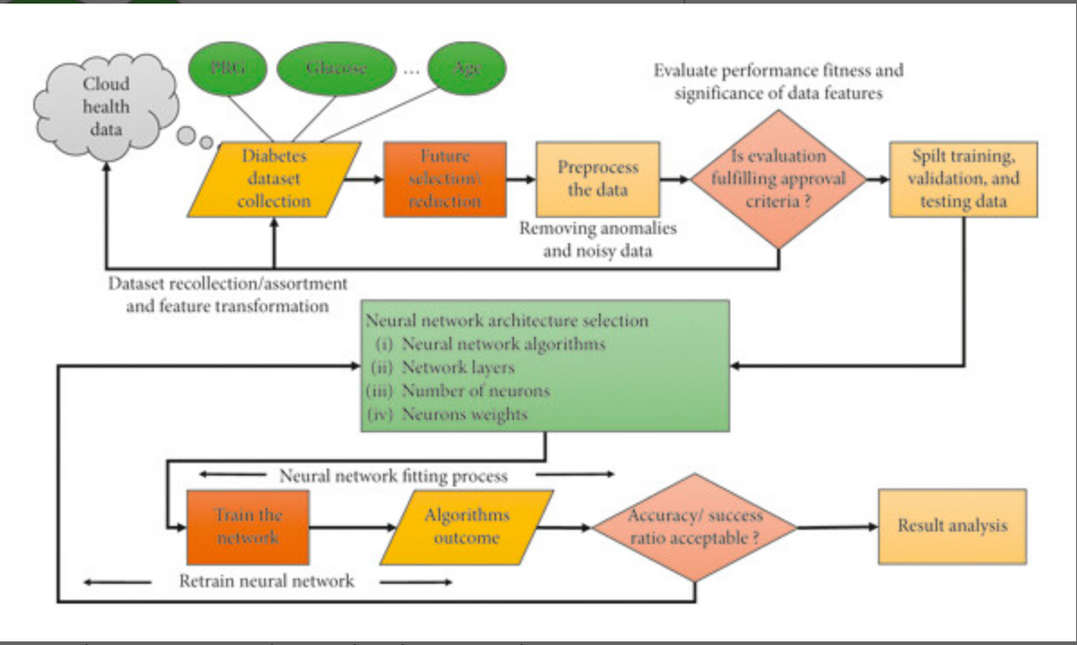 Cloud
health
data
PRG
Glucose
...
Age
Diabetes
dataset
collection
Future
selection\
reduction
Preprocess
the data
Removing anomalies
and noisy data
Evaluate performance fitness and
significance of data features
Is evaluation
fulfilling approval
criteria ?
Spilt training,
validation, and
testing data
Dataset recollection/assortment
and feature transformation
Neural network architecture selection
(i) Neural network algorithms
(ii) Network layers
(iii) Number of neurons
(iv) Neurons weights
Neural network fitting process
Train the
network
Algorithms
outcome
Accuracy/ success
ratio acceptable ?
Result analysis
Retrain neural network